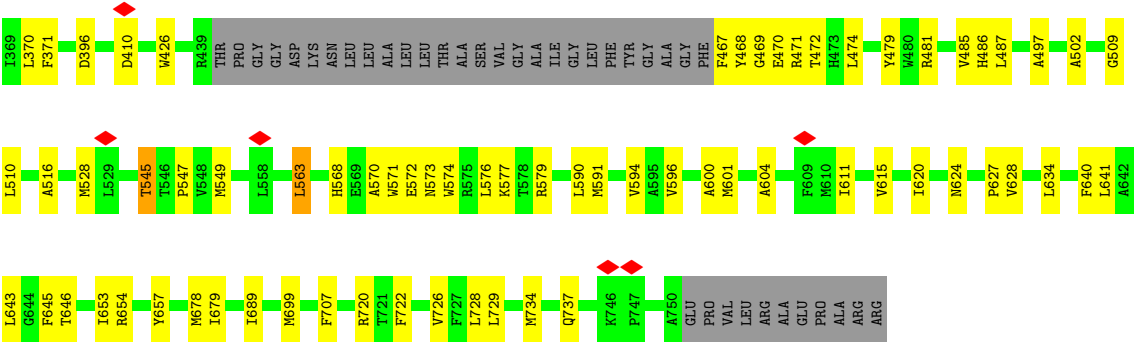 I369 L370 F371 D396 D410 W426 R439 THR PRO GLY GLY ASP LYS ASN LEU LEU ALA LEU LEU THR ALA SER VAL GLY ALA ILE GLY LEU PHE TYR GLY ALA GLY PHE F467 Y468 G469 E470 R471 T472 H473 L474 Y479 W480 R481 V485 H486 L487 A497 A502 G509
L510 A516 M528 L529 T545 T546 P547 V548 M549 L558 L563 H568 E569 A570 W571 E572 N573 W574 R575 L576 K577 T578 R579 L590 M591 V594 A595 V596 A600 M601 A604 F609 M610 I611 V615 I620 N624 P627 V628 L634 F640 L641 A642
L643 G644 F645 T646 I653 R654 Y657 M678 I679 I689 M699 F707 R720 T721 F722 V726 F727 L728 L729 M734 Q737 K746 P747 A750 GLU PRO VAL LEU ARG ALA GLU PRO ALA ARG ARG